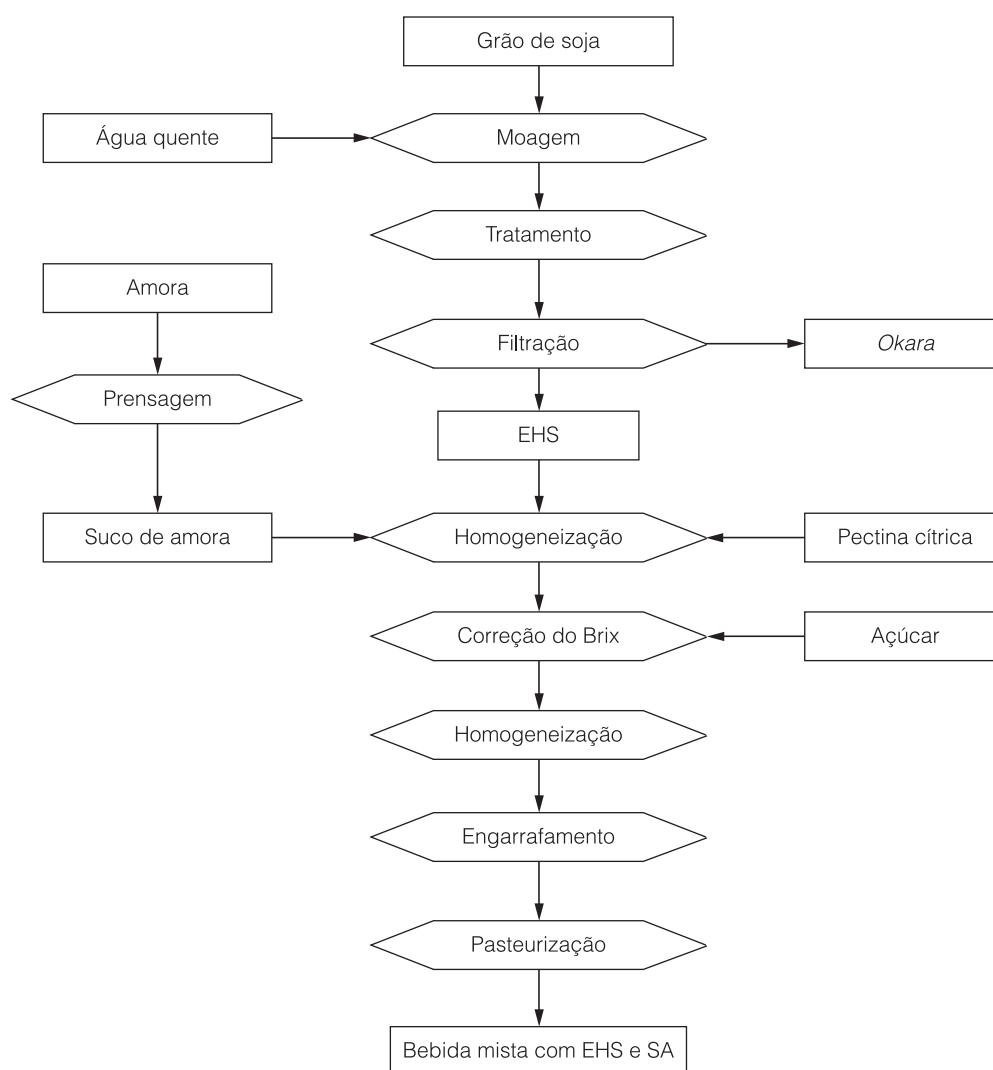 Grão de soja
Água quente
Moagem
Tratamento
Amora
Filtração
Okara
Prensagem
EHS
Suco de amora
Homogeneização
Pectina cítrica
Correção do Brix
Açúcar
Homogeneização
Engarrafamento
Pasteurização
Bebida mista com EHS e SA